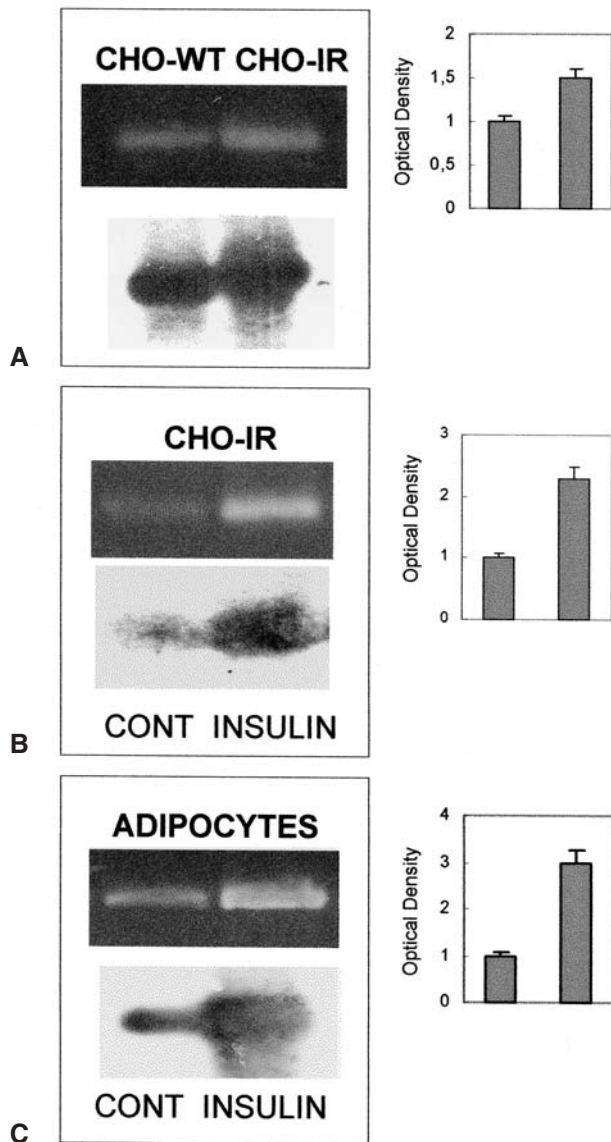 CHO-WT CHO-IR
Optical Density
2
1,5
1
0,5
0
A
CHO-IR
Optical Density
3
2
1
0
CONT INSULIN
B
ADIPOCYTES
Optical Density
4
3
2
1
0
CONT INSULIN
C